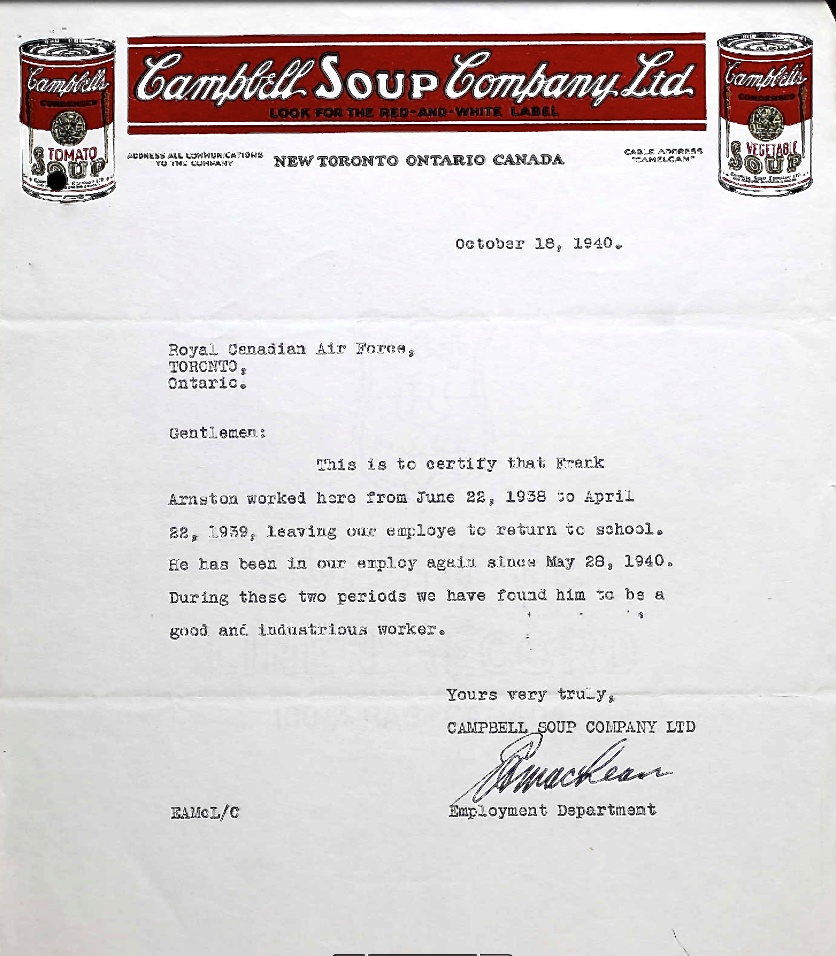 Campbell's
CONDENSED
TOMATO
SOUP
Campbell Soup Company Ltd
LOOK FOR THE RED-AND-WHITE LABEL
Campbell's
CONDENSED
VEGETABLE
SOUP
ADDRESS ALL COMMUNICATIONS
TO THE COMPANY
NEW TORONTO ONTARIO CANADA
CABLE ADDRESS
"CAMELCAN"
October 18, 1940.
Royal Canadian Air Force,
TORONTO,
Ontario.
Gentlemen:
This is to certify that Frank
Arnston worked here from June 22, 1938 to April
22, 1939, leaving our employe to return to school.
He has been in our employ again since May 28, 1940.
During these two periods we have found him to be a
good and industrious worker.
Yours very truly,
CAMPBELL SOUP COMPANY LTD
EAMcL/C
Employment Department